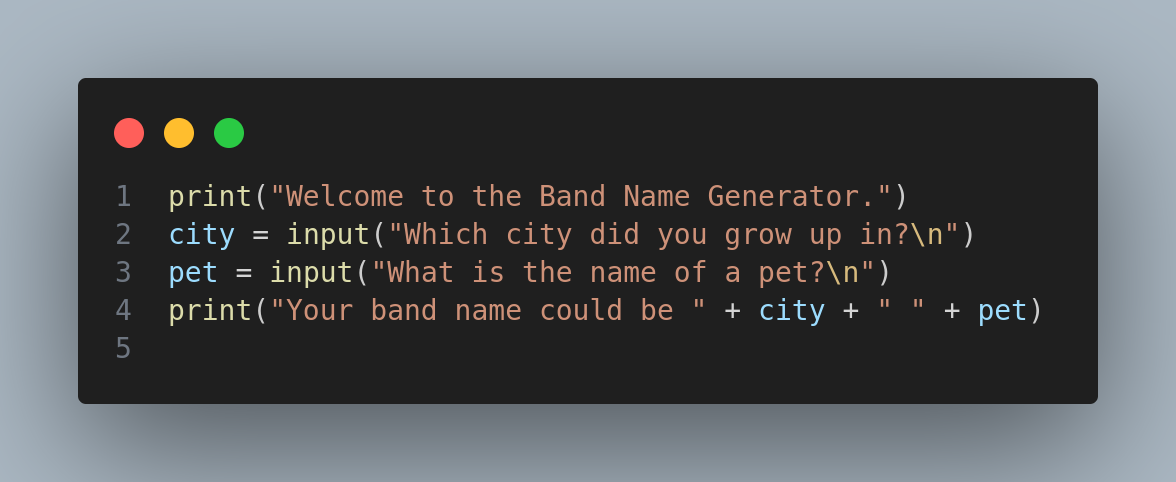 1 print("Welcome to the Band Name Generator.")
2 city = input("Which city did you grow up in?\n")
3 pet = input("What is the name of a pet?\n")
4 print("Your band name could be " + city + " " + pet)
5